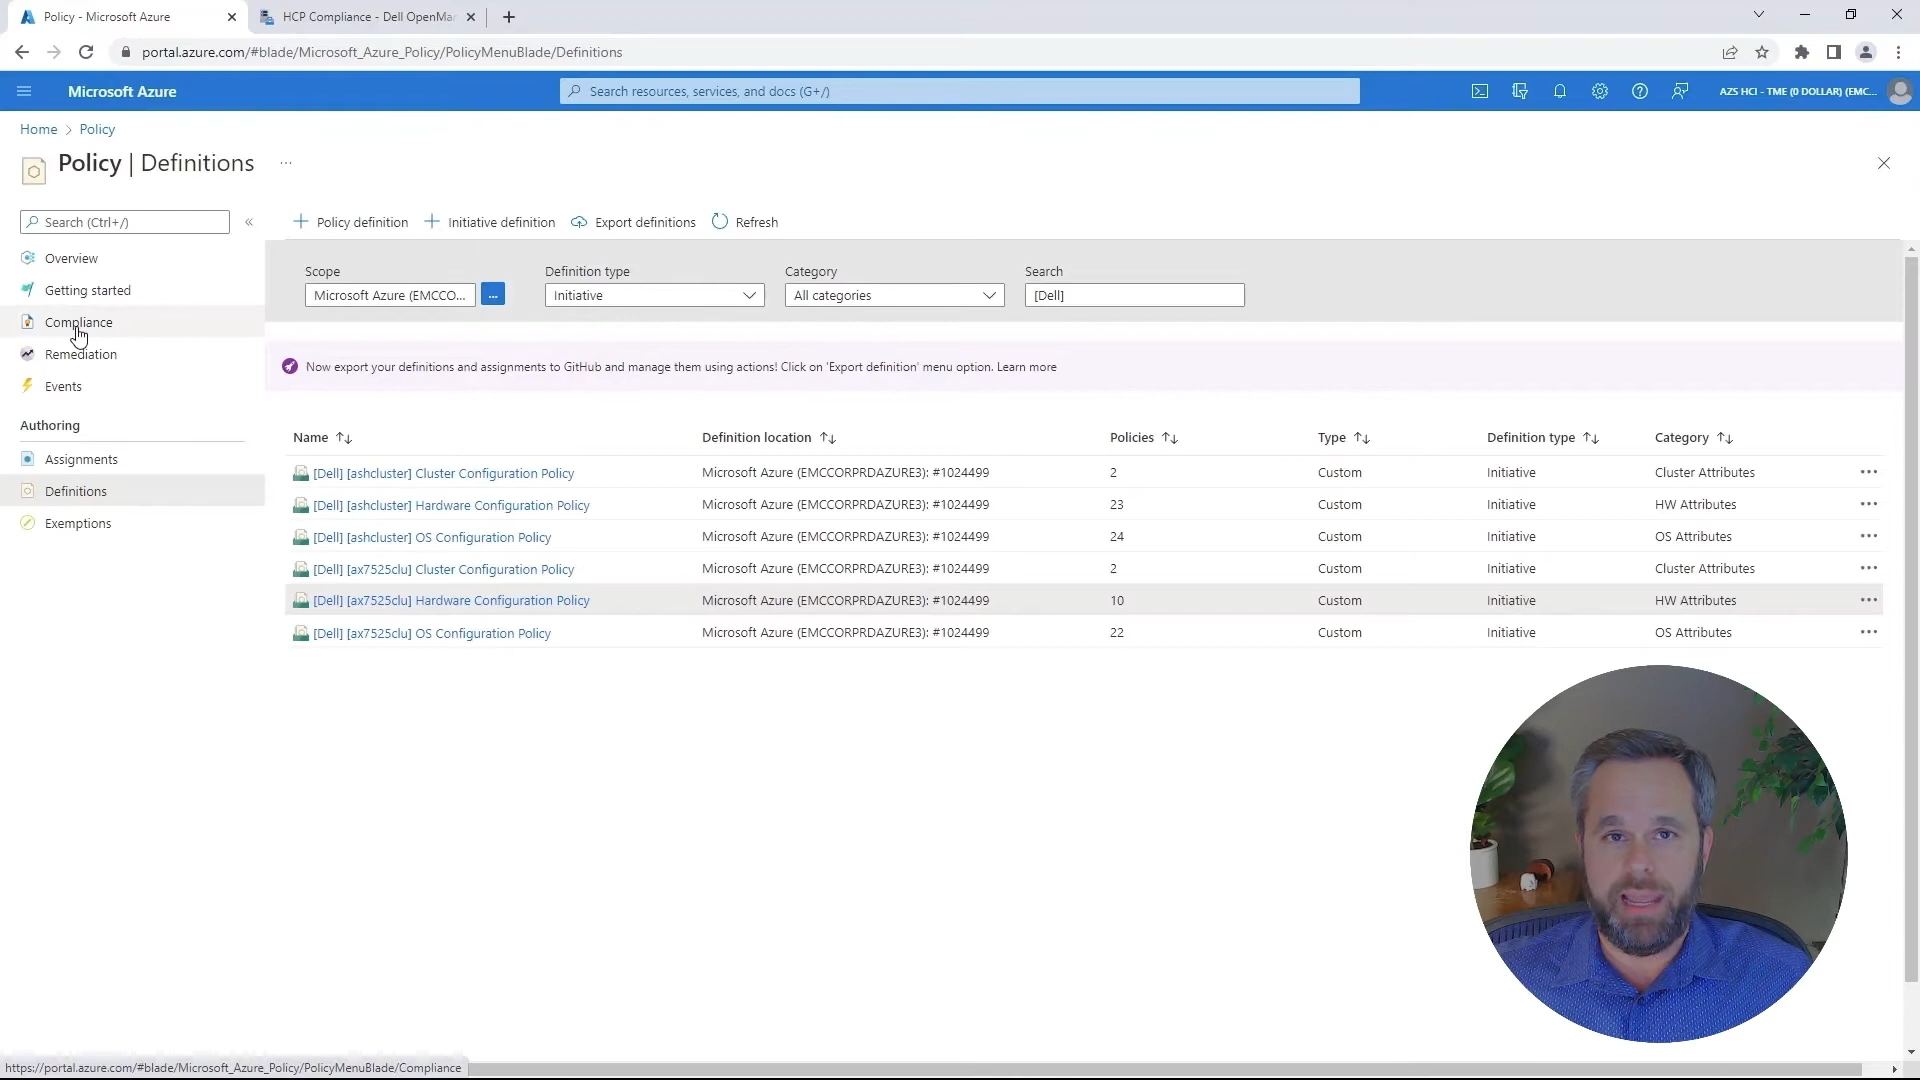 Policy - Microsoft Azure
HCP Compliance - Dell OpenMan
portal.azure.com/#blade/Microsoft_Azure_Policy/PolicyMenuBlade/Definitions
Microsoft Azure
Search resources, services, and docs (G+/)
AZS HCI - TME (0 DOLLAR) (EMC...
Home > Policy
Policy | Definitions ...
Search (Ctrl+/) «
Overview
Getting started
Compliance
Remediation
Events
Authoring
Assignments
Definitions
Exemptions
+ Policy definition + Initiative definition Export definitions Refresh
Scope Definition type Category Search
Microsoft Azure (EMCCO... ... Initiative All categories [Dell]
Now export your definitions and assignments to GitHub and manage them using actions! Click on 'Export definition' menu option. Learn more
Name ↑↓ Definition location ↑↓ Policies ↑↓ Type ↑↓ Definition type ↑↓ Category ↑↓
[Dell] [ashcluster] Cluster Configuration Policy Microsoft Azure (EMCCORPRDAZURE3): #1024499 2 Custom Initiative Cluster Attributes ...
[Dell] [ashcluster] Hardware Configuration Policy Microsoft Azure (EMCCORPRDAZURE3): #1024499 23 Custom Initiative HW Attributes ...
[Dell] [ashcluster] OS Configuration Policy Microsoft Azure (EMCCORPRDAZURE3): #1024499 24 Custom Initiative OS Attributes ...
[Dell] [ax7525clu] Cluster Configuration Policy Microsoft Azure (EMCCORPRDAZURE3): #1024499 2 Custom Initiative Cluster Attributes ...
[Dell] [ax7525clu] Hardware Configuration Policy Microsoft Azure (EMCCORPRDAZURE3): #1024499 10 Custom Initiative HW Attributes ...
[Dell] [ax7525clu] OS Configuration Policy Microsoft Azure (EMCCORPRDAZURE3): #1024499 22 Custom Initiative OS Attributes ...
https://portal.azure.com/#blade/Microsoft_Azure_Policy/PolicyMenuBlade/Compliance